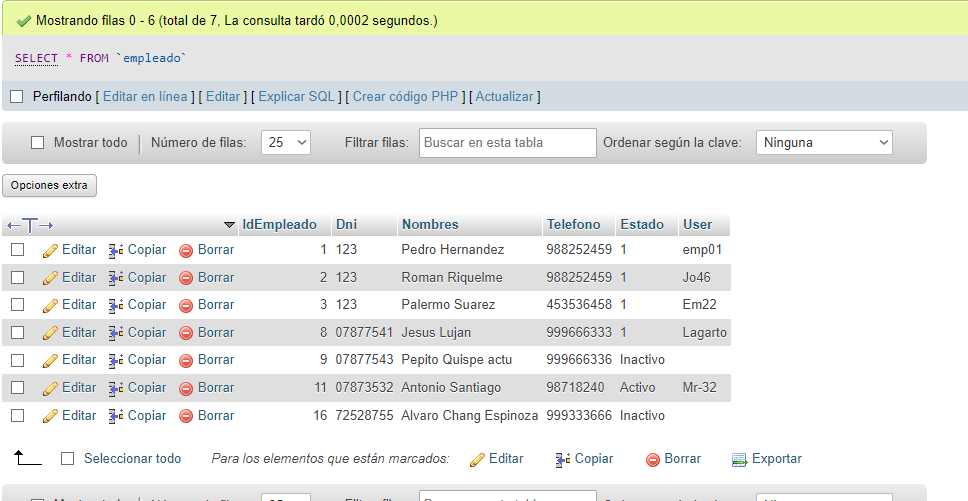 Mostrando filas 0 - 6 (total de 7, La consulta tardó 0,0002 segundos.)
SELECT * FROM `empleado`
Perfilando [ Editar en línea ] [ Editar ] [ Explicar SQL ] [ Crear código PHP ] [ Actualizar ]
Mostrar todo Número de filas: 25 Filtrar filas: Buscar en esta tabla Ordenar según la clave: Ninguna
Opciones extra
←T→ IdEmpleado Dni Nombres Telefono Estado User
Editar Copiar Borrar 1 123 Pedro Hernandez 988252459 1 emp01
Editar Copiar Borrar 2 123 Roman Riquelme 988252459 1 Jo46
Editar Copiar Borrar 3 123 Palermo Suarez 453536458 1 Em22
Editar Copiar Borrar 8 07877541 Jesus Lujan 999666333 1 Lagarto
Editar Copiar Borrar 9 07877543 Pepito Quispe actu 999666336 Inactivo
Editar Copiar Borrar 11 07873532 Antonio Santiago 98718240 Activo Mr-32
Editar Copiar Borrar 16 72528755 Alvaro Chang Espinoza 999333666 Inactivo
Seleccionar todo Para los elementos que están marcados: Editar Copiar Borrar Exportar